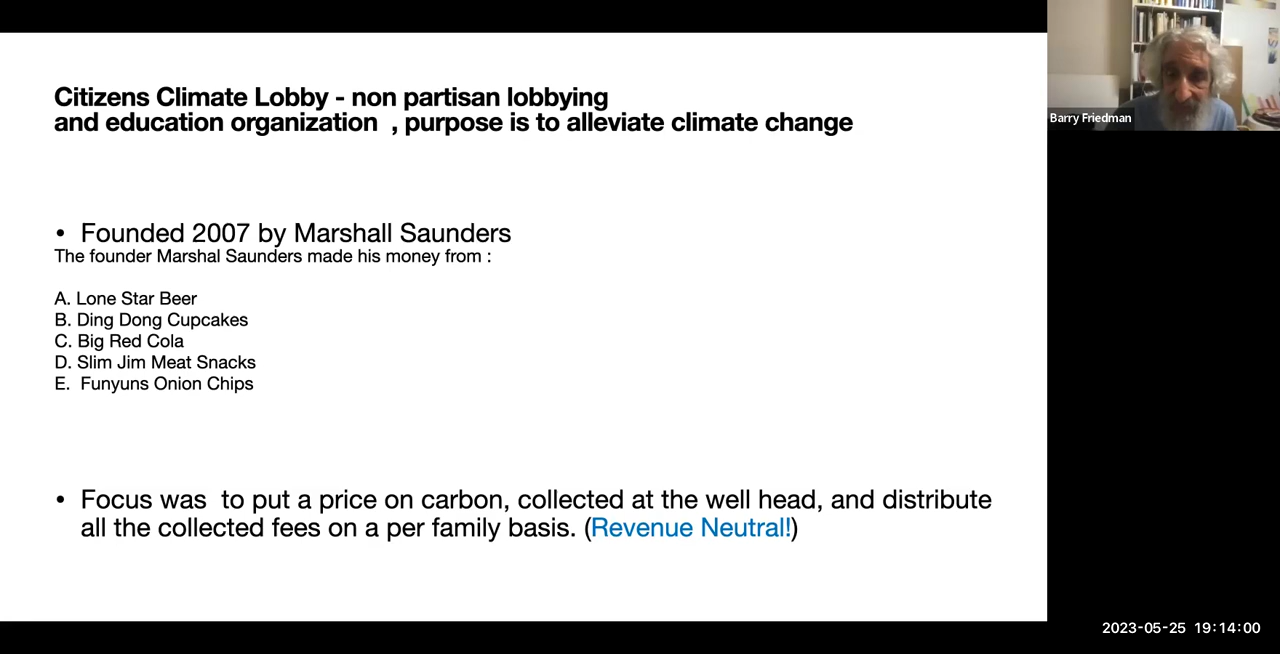 Citizens Climate Lobby - non partisan lobbying
and education organization , purpose is to alleviate climate change
• Founded 2007 by Marshall Saunders
The founder Marshal Saunders made his money from :
A. Lone Star Beer
B. Ding Dong Cupcakes
C. Big Red Cola
D. Slim Jim Meat Snacks
E. Funyuns Onion Chips
• Focus was to put a price on carbon, collected at the well head, and distribute
all the collected fees on a per family basis. (Revenue Neutral!)
Barry Friedman
2023-05-25 19:14:00